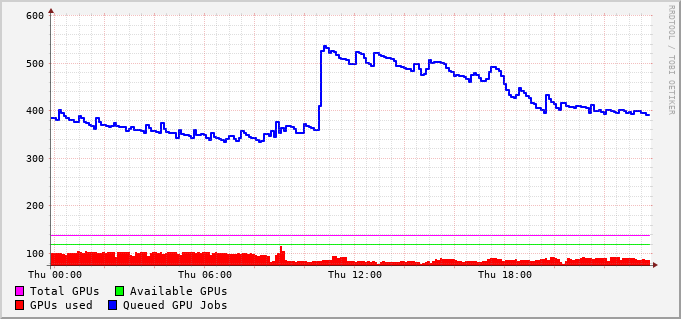 600
500
400
300
200
100
Thu 00:00 Thu 06:00 Thu 12:00 Thu 18:00
Total GPUs Available GPUs
GPUs used Queued GPU Jobs
RRDTOOL / TOBI OETIKER